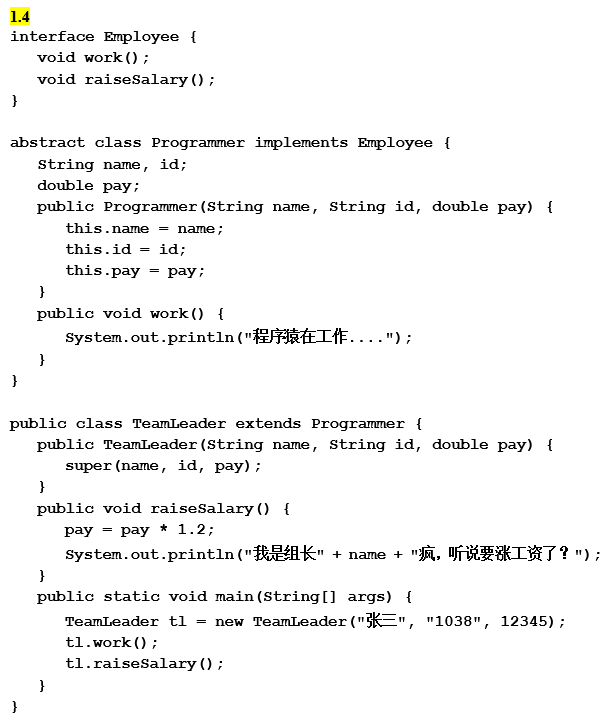 1.4
interface Employee {
void work();
void raiseSalary();
}
abstract class Programmer implements Employee {
String name, id;
double pay;
public Programmer(String name, String id, double pay) {
this.name = name;
this.id = id;
this.pay = pay;
}
public void work() {
System.out.println("程序猿在工作....");
}
}
public class TeamLeader extends Programmer {
public TeamLeader(String name, String id, double pay) {
super(name, id, pay);
}
public void raiseSalary() {
pay = pay * 1.2;
System.out.println("我是组长" + name + "疯，听说要涨工资了？");
}
public static void main(String[] args) {
TeamLeader tl = new TeamLeader("张三", "1038", 12345);
tl.work();
tl.raiseSalary();
}
}